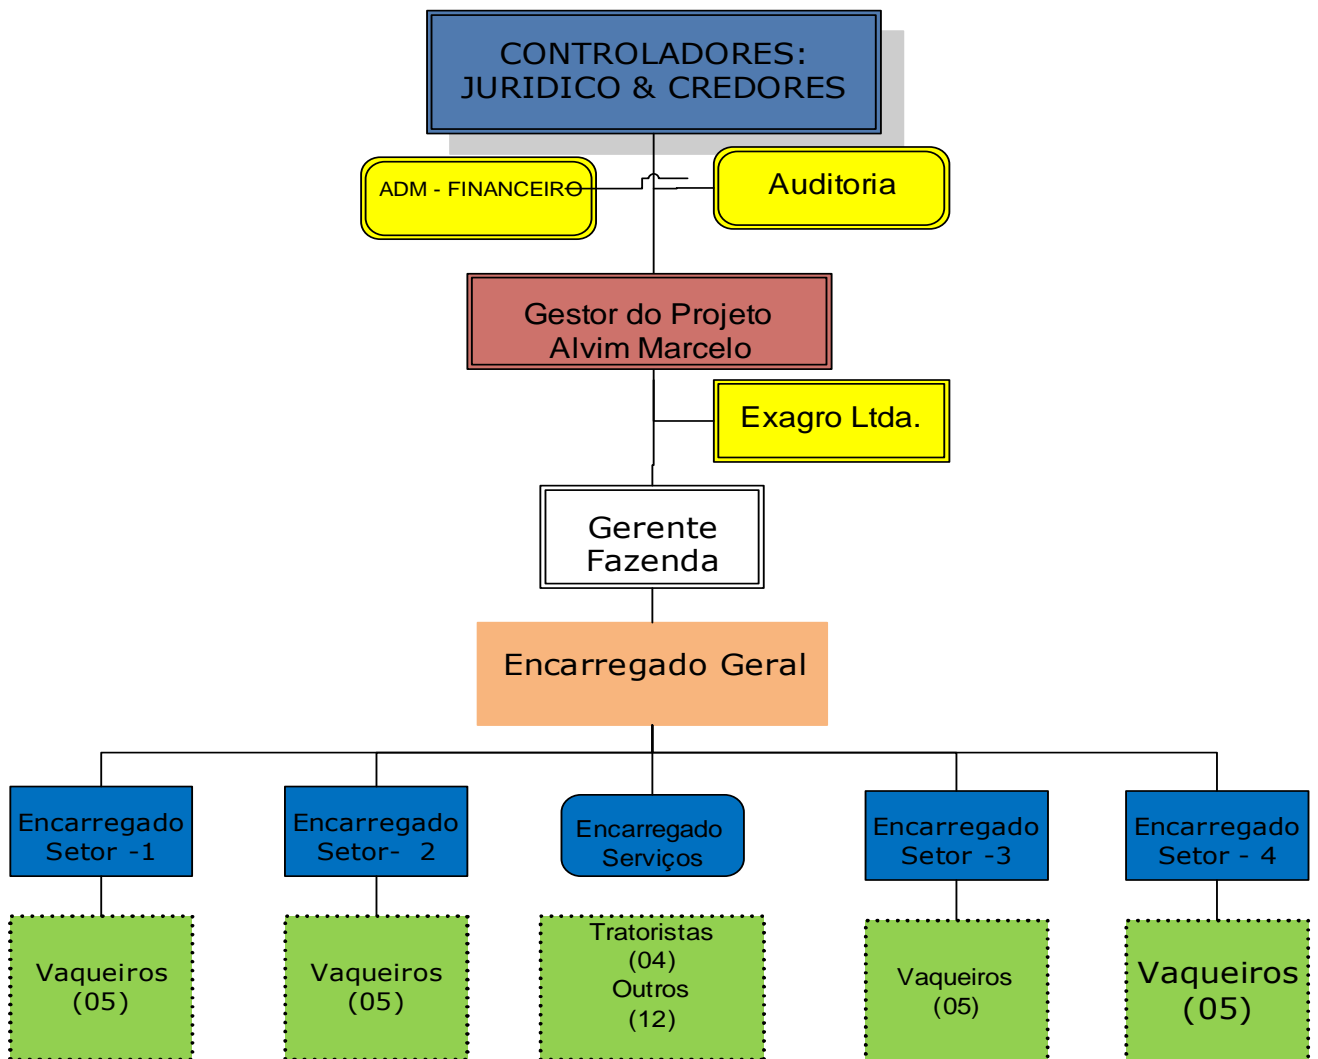 CONTROLADORES:
JURIDICO & CREDORES
ADM - FINANCEIRO
Auditoria
Gestor do Projeto
Alvim Marcelo
Exagro Ltda.
Gerente
Fazenda
Encarregado Geral
Encarregado
Setor -1
Encarregado
Setor- 2
Encarregado
Serviços
Encarregado
Setor -3
Encarregado
Setor - 4
Vaqueiros
(05)
Vaqueiros
(05)
Tratoristas
(04)
Outros
(12)
Vaqueiros
(05)
Vaqueiros
(05)